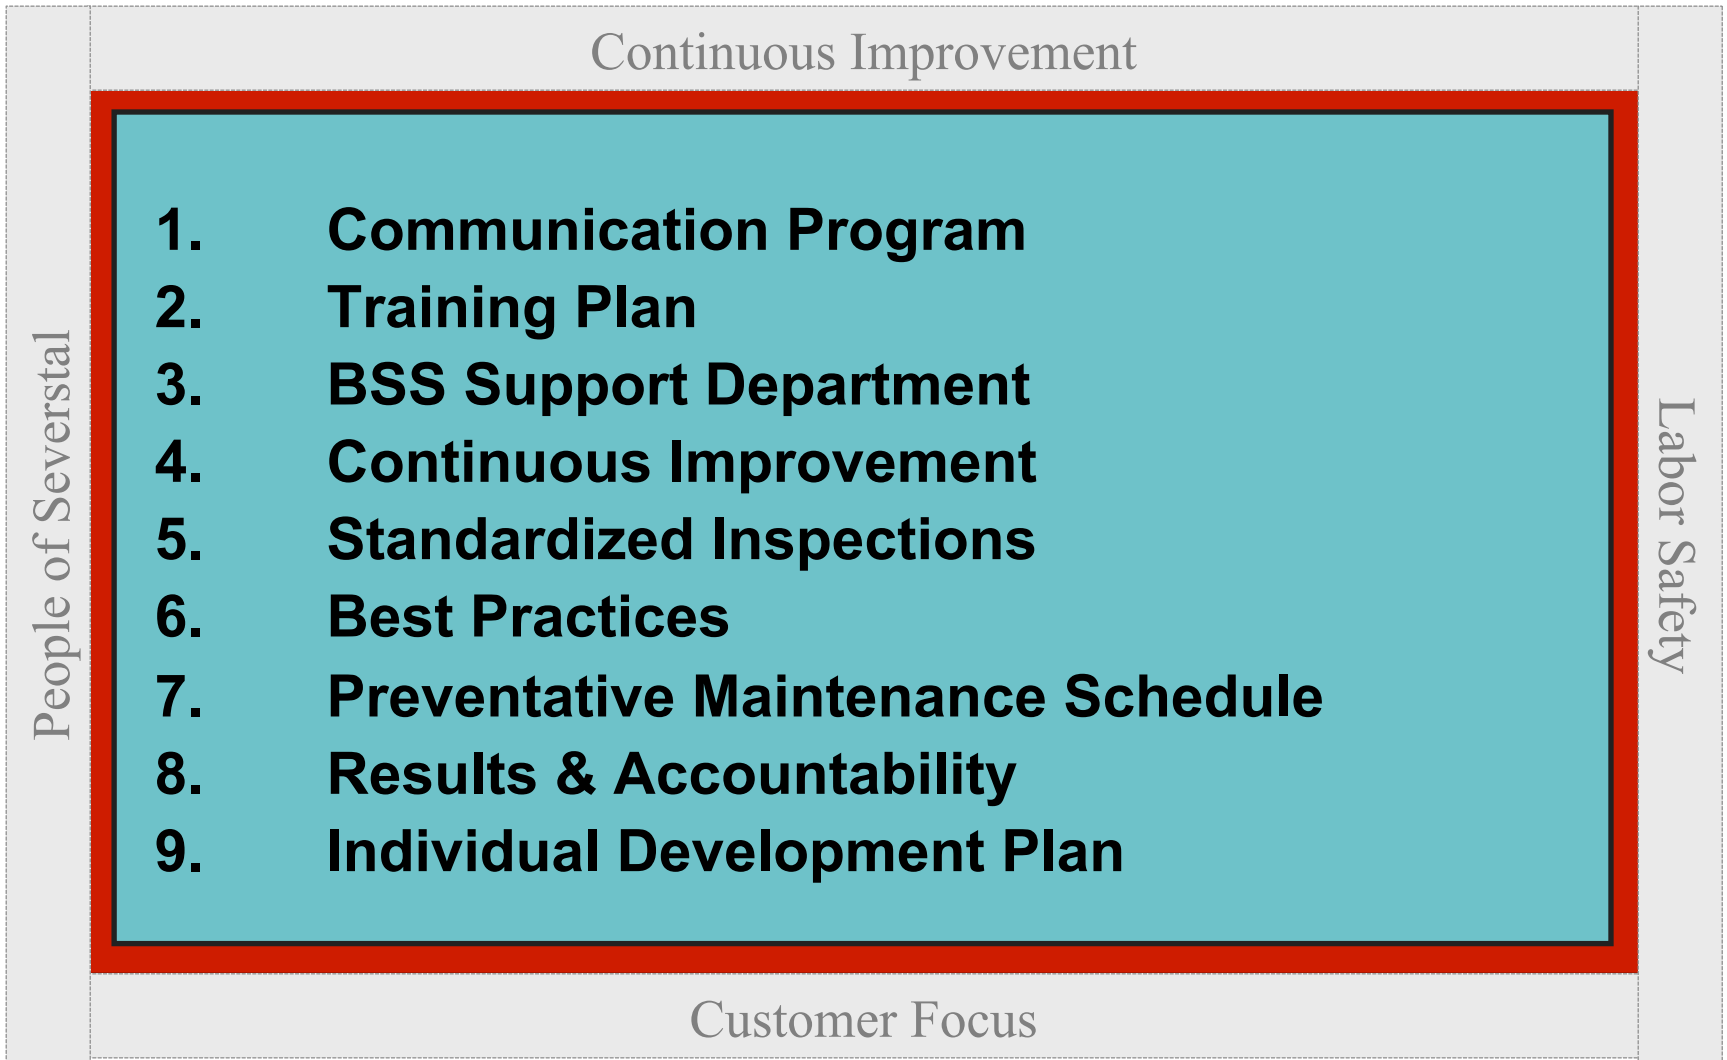 Continuous Improvement
People of Severstal
1. Communication Program
2. Training Plan
3. BSS Support Department
4. Continuous Improvement
5. Standardized Inspections
6. Best Practices
7. Preventative Maintenance Schedule
8. Results & Accountability
9. Individual Development Plan
Labor Safety
Customer Focus